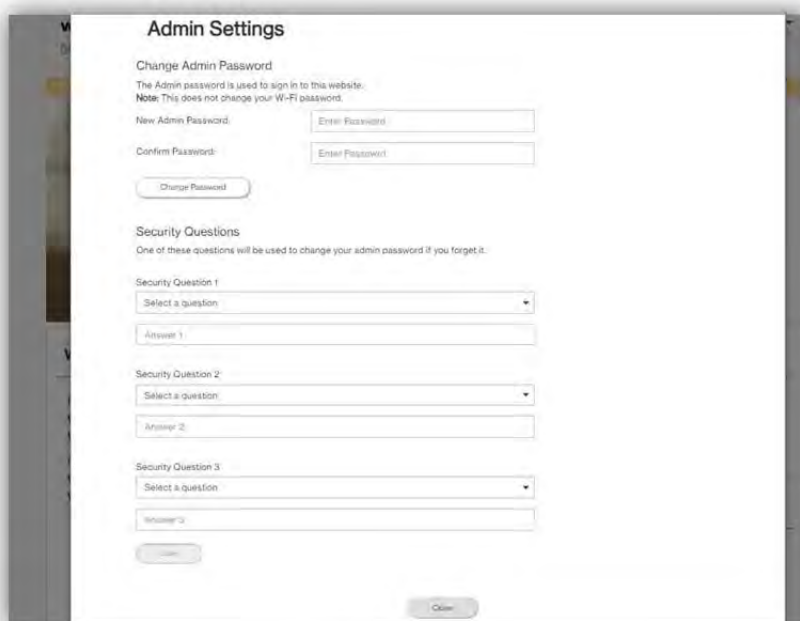 Admin Settings
Change Admin Password
The Admin password is used to sign in to this website.
Note: This does not change your Wi-Fi password.
New Admin Password:
Enter Password
Confirm Password:
Enter Password
Change Password
Security Questions
One of these questions will be used to change your admin password if you forget it.
Security Question 1
Select a question
Answer 1
Security Question 2
Select a question
Answer 2
Security Question 3
Select a question
Answer 3
Close